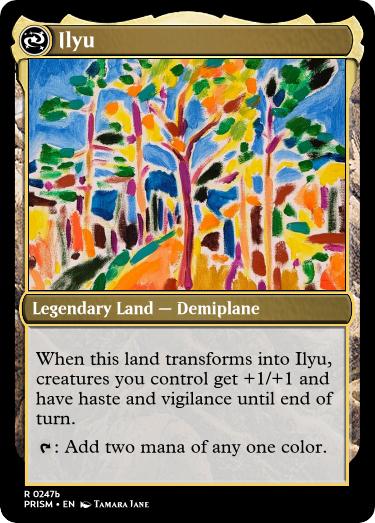 Ilyu
Legendary Land — Demiplane
When this land transforms into Ilyu,
creatures you control get +1/+1 and
have haste and vigilance until end of
turn.
: Add two mana of any one color.
R 0247b
PRISM • EN Tamara Jane